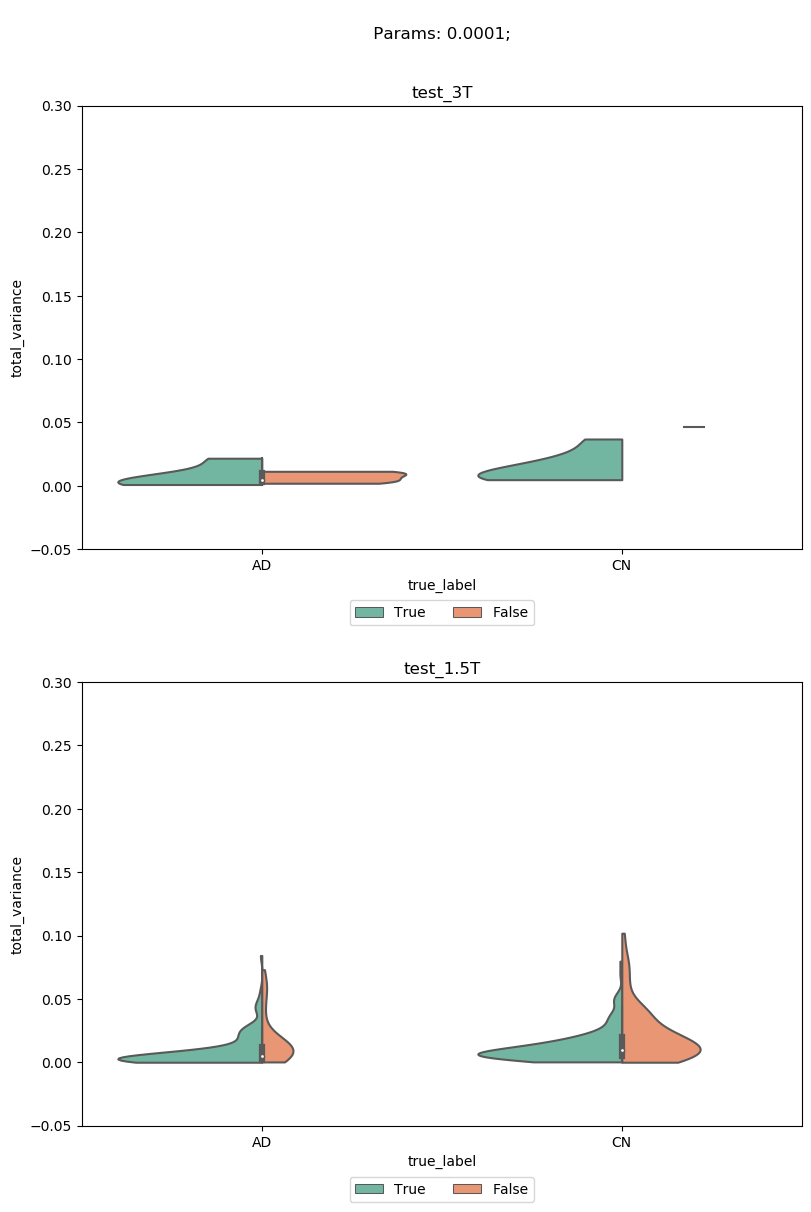 Params: 0.0001;
test_3T
0.30
0.25
0.20
0.15
0.10
0.05
0.00
−0.05
total_variance
AD CN
true_label
True False
test_1.5T
0.30
0.25
0.20
0.15
0.10
0.05
0.00
−0.05
total_variance
AD CN
true_label
True False